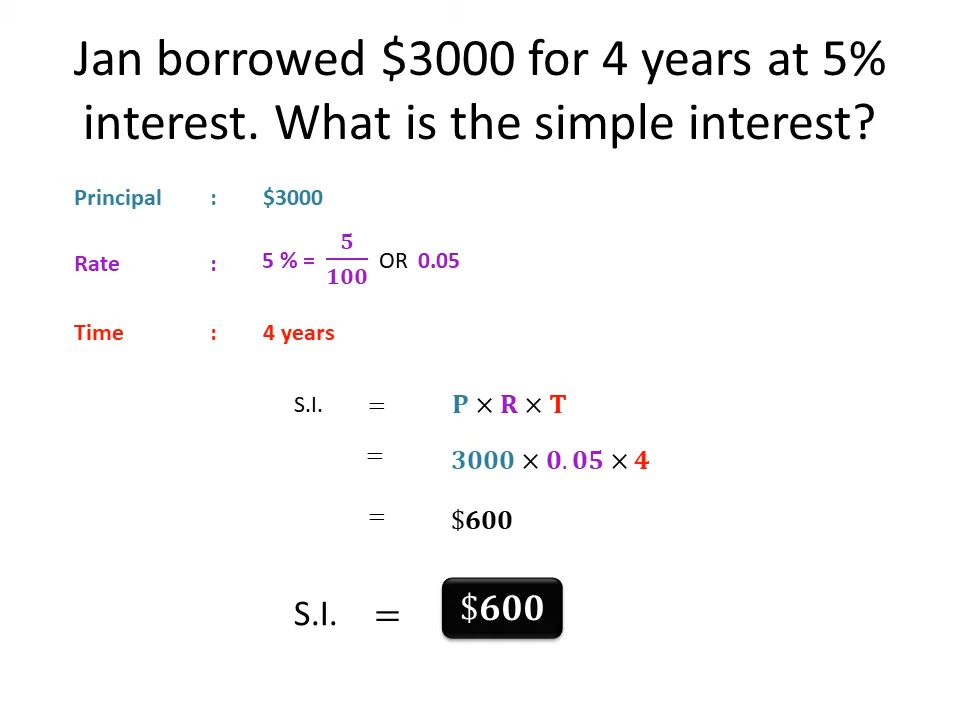 Jan borrowed $3000 for 4 years at 5%
interest. What is the simple interest?
Principal : $3000
Rate : 5 % = 5/100 OR 0.05
Time : 4 years
S.I. = P × R × T
= 3000 × 0.05 × 4
= $600
S.I. = $600